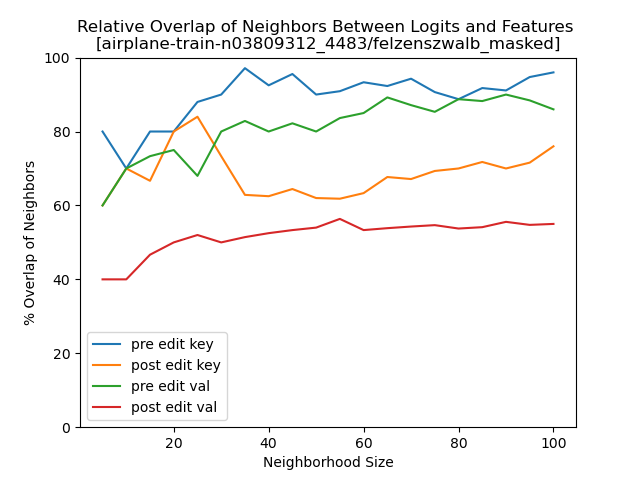 Relative Overlap of Neighbors Between Logits and Features
[airplane-train-n03809312_4483/felzenszwalb_masked]
100
80
60
40
20
0
% Overlap of Neighbors
pre edit key
post edit key
pre edit val
post edit val
20 40 60 80 100
Neighborhood Size